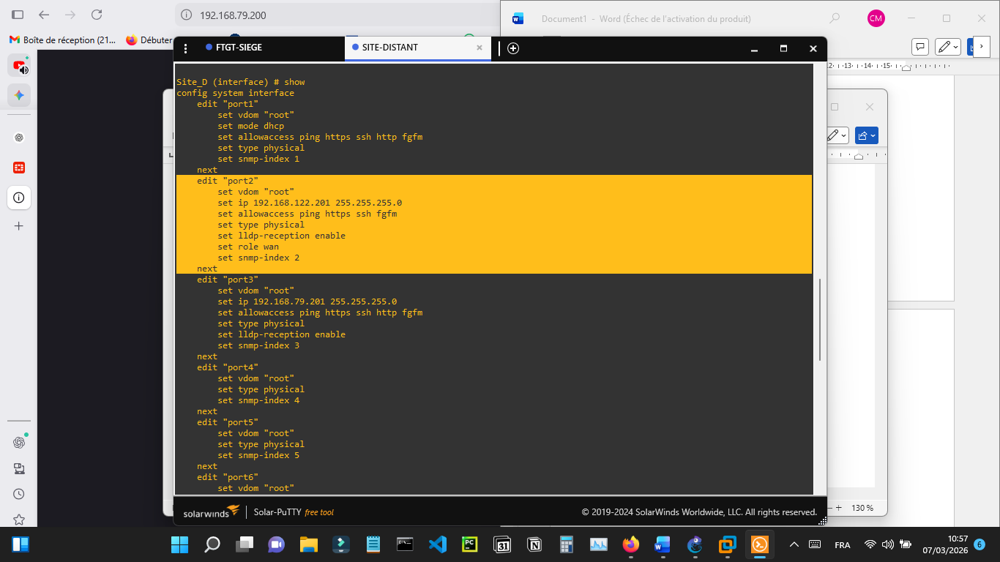 192.168.79.200
Document1 - Word (Échec de l'activation du produit)
CM
Boîte de réception (21...
Débuter
FTGT-SIEGE
SITE-DISTANT
12 · 13 · 14 · 15
Site_D (interface) # show
config system interface
    edit "port1"
        set vdom "root"
        set mode dhcp
        set allowaccess ping https ssh http fgfm
        set type physical
        set snmp-index 1
    next
    edit "port2"
        set vdom "root"
        set ip 192.168.122.201 255.255.255.0
        set allowaccess ping https ssh fgfm
        set type physical
        set lldp-reception enable
        set role wan
        set snmp-index 2
    next
    edit "port3"
        set vdom "root"
        set ip 192.168.79.201 255.255.255.0
        set allowaccess ping https ssh http fgfm
        set type physical
        set lldp-reception enable
        set snmp-index 3
    next
    edit "port4"
        set vdom "root"
        set type physical
        set snmp-index 4
    next
    edit "port5"
        set vdom "root"
        set type physical
        set snmp-index 5
    next
    edit "port6"
        set vdom "root"
solarwinds
Solar-PuTTY free tool
© 2019-2024 SolarWinds Worldwide, LLC. All rights reserved.
130 %
PC
31
FRA
10:57
07/03/2026
6